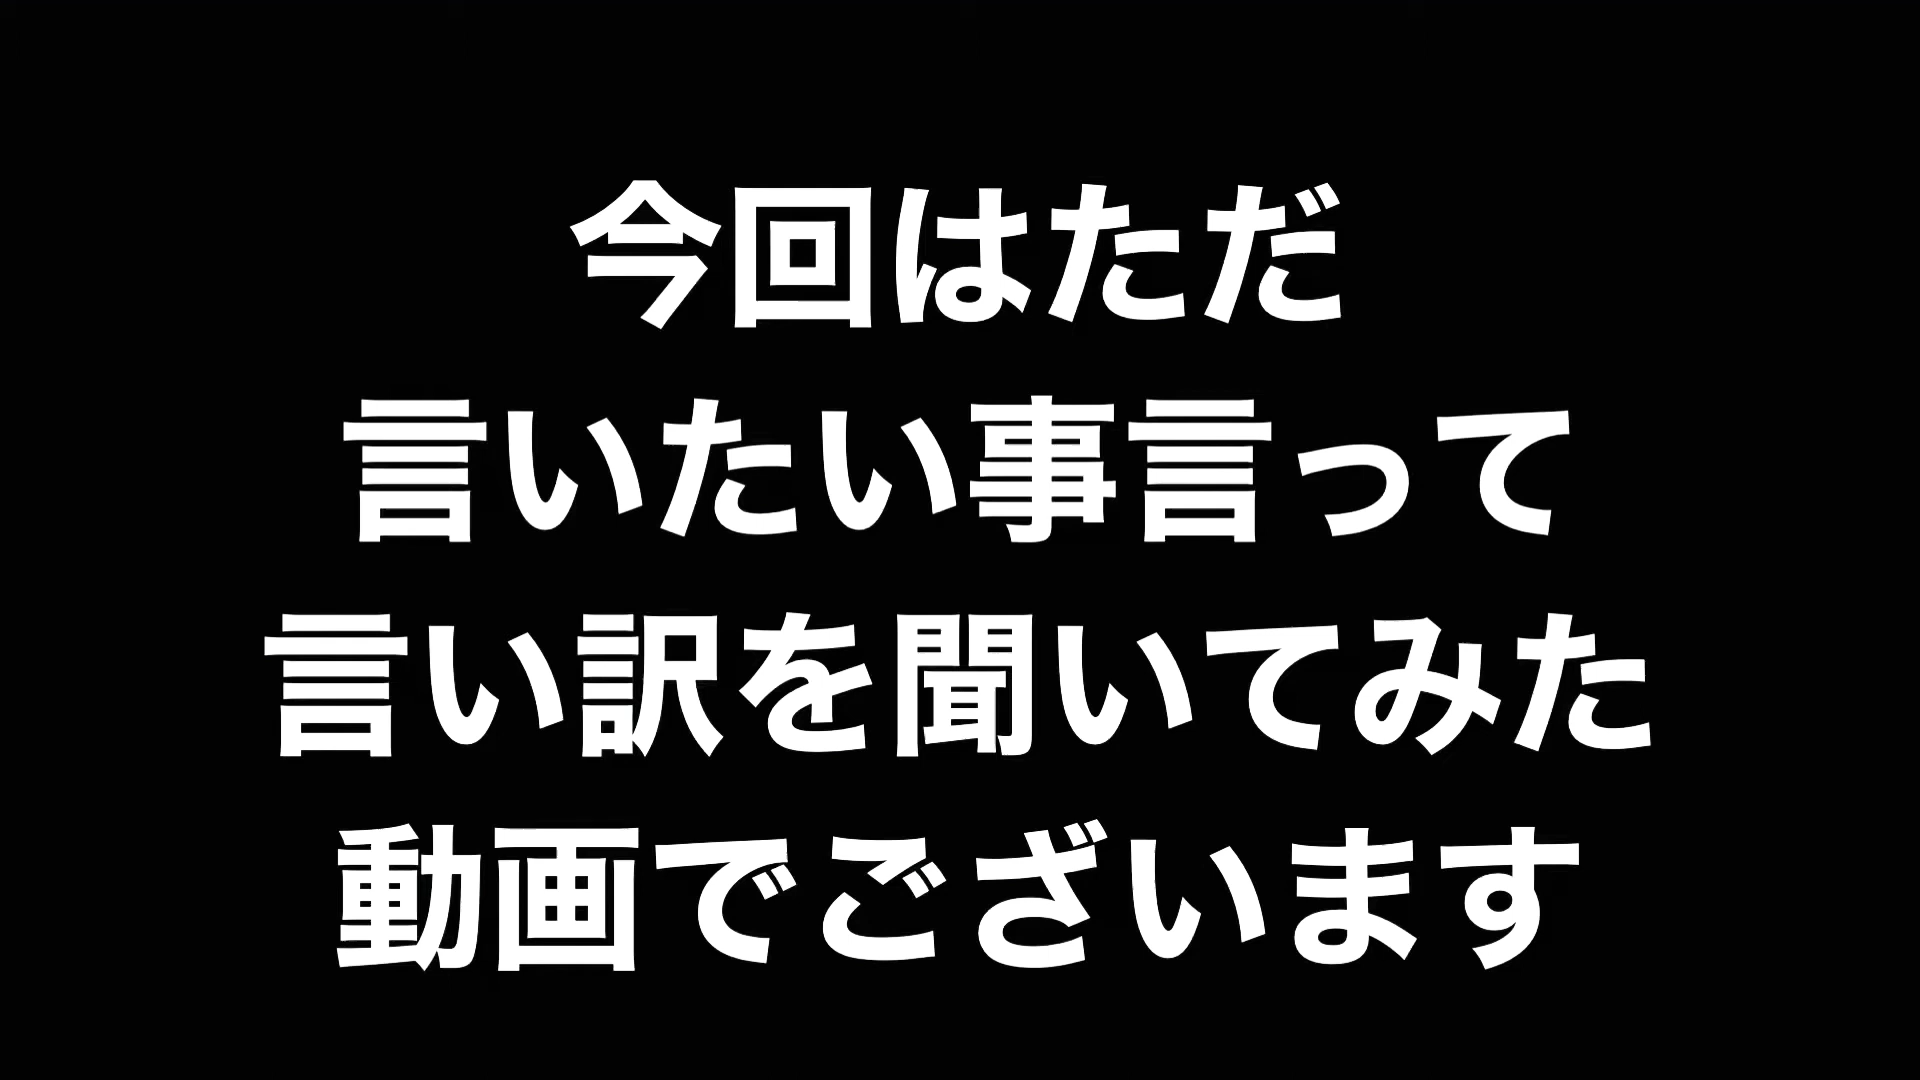 今回はただ
言いたい事言って
言い訳を聞いてみた
動画でございます